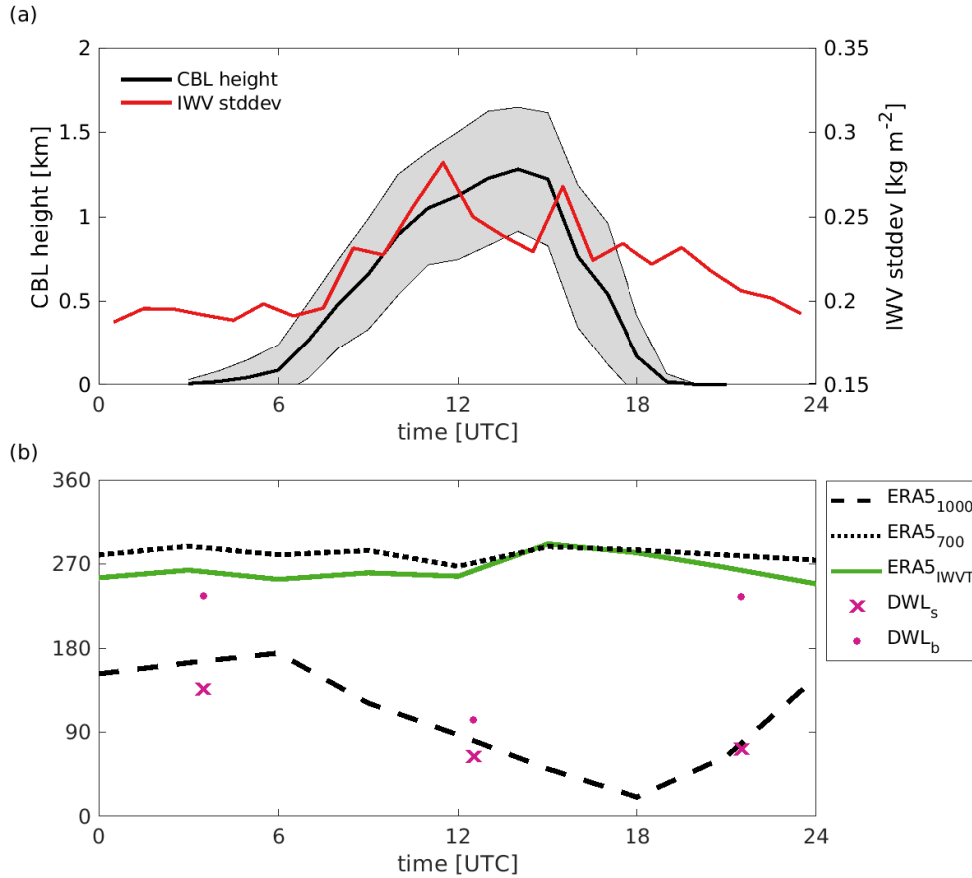 (a)
2
1.5
1
0.5
0
CBL height [km]
0.35
0.3
0.25
0.2
0.15
IWV stddev [kg m-2]
CBL height
IWV stddev
0 6 12 18 24
time [UTC]
(b)
360
270
180
90
0
0 6 12 18 24
time [UTC]
ERA51000
ERA5700
ERA5IWVT
DWLs
DWLb